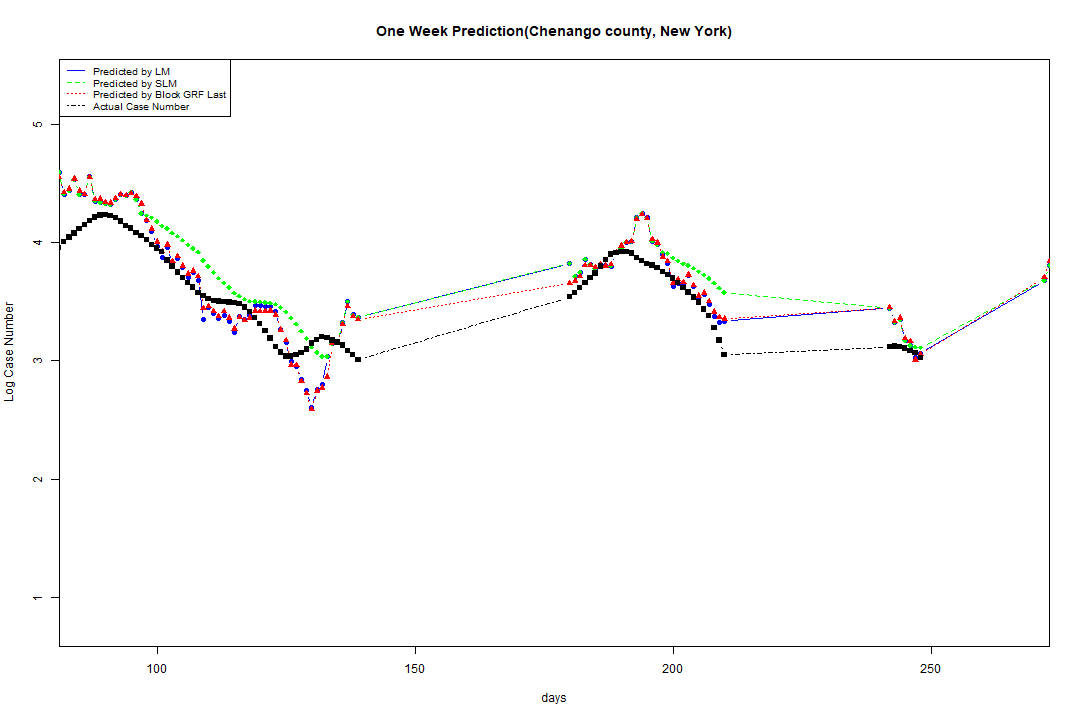 One Week Prediction(Chenango county, New York)
Predicted by LM
Predicted by SLM
Predicted by Block GRF Last
Actual Case Number
5
4
3
2
1
Log Case Number
100 150 200 250
days